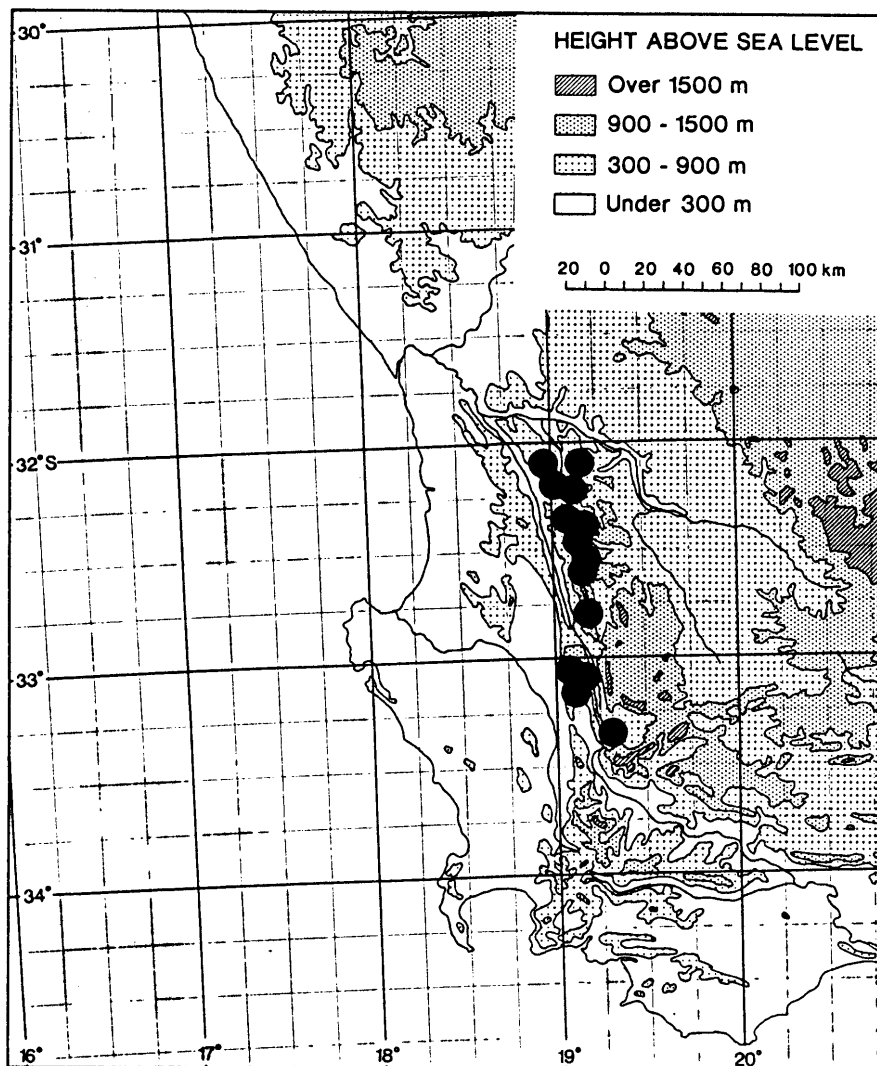 HEIGHT ABOVE SEA LEVEL
Over 1500 m
900 - 1500 m
300 - 900 m
Under 300 m
20 0 20 40 60 80 100 km
30°
31°
32°S
33°
34°
16° 17° 18° 19° 20°